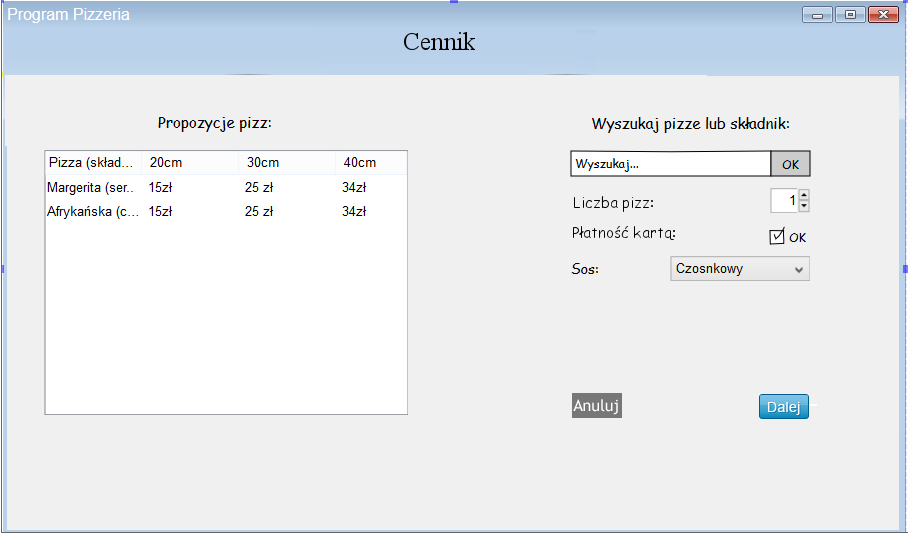 Program Pizzeria
Cennik
Propozycje pizz:
Pizza (skład... 20cm 30cm 40cm
Margerita (ser.. 15zł 25 zł 34zł
Afrykańska (c... 15zł 25 zł 34zł
Wyszukaj pizze lub składnik:
Wyszukaj... OK
Liczba pizz: 1
Płatność kartą: OK
Sos: Czosnkowy
Anuluj Dalej